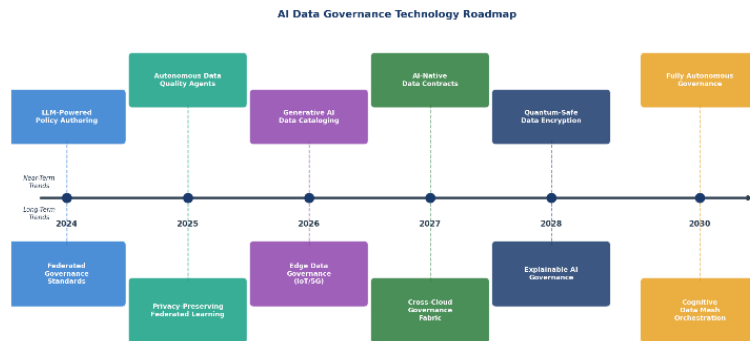 AI Data Governance Technology Roadmap
Autonomous Data
Quality Agents
AI-Native
Data Contracts
Fully Autonomous
Governance
LLM-Powered
Policy Authoring
Generative AI
Data Cataloging
Quantum-Safe
Data Encryption
Near-Term
Trends
Long-Term
Trends
2024
2025
2026
2027
2028
2030
Federated
Governance
Standards
Edge Data
Governance
(IoT/5G)
Explainable AI
Governance
Privacy-Preserving
Federated Learning
Cross-Cloud
Governance
Fabric
Cognitive
Data Mesh
Orchestration